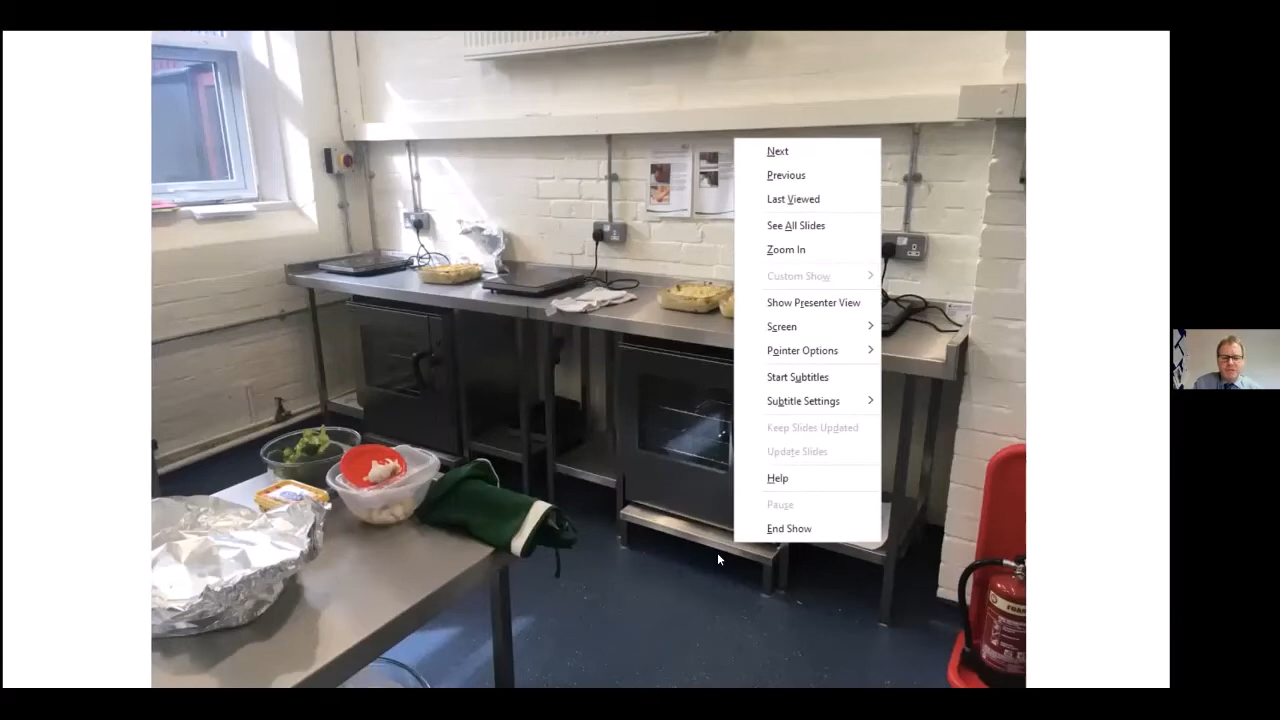 Next
Previous
Last Viewed
See All Slides
Zoom In
Custom Show
Show Presenter View
Screen
Pointer Options
Start Subtitles
Subtitle Settings
Keep Slides Updated
Update Slides
Help
Pause
End Show
FOAM